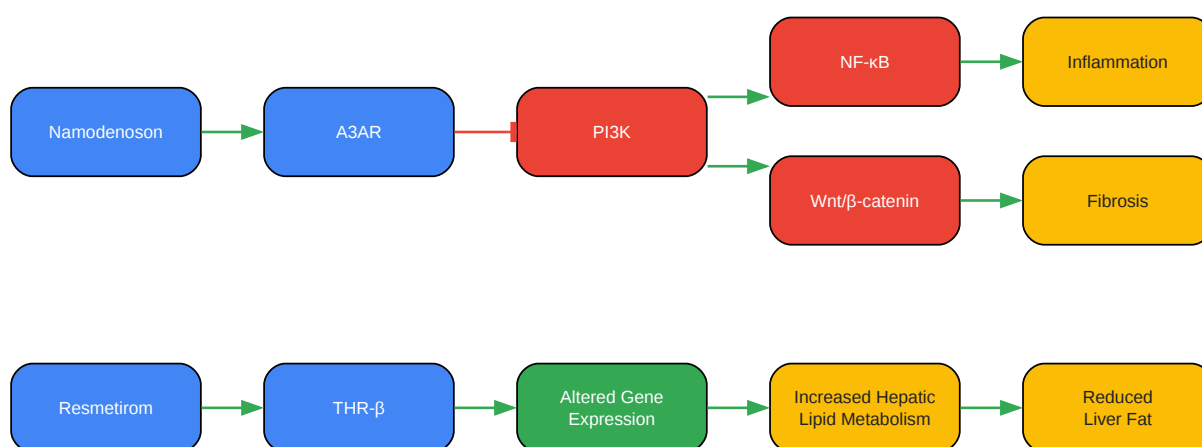 NF-κB
Inflammation
Namodenoson
A3AR
PI3K
Wnt/β-catenin
Fibrosis
Resmetirom
THR-β
Altered Gene
Expression
Increased Hepatic
Lipid Metabolism
Reduced
Liver Fat